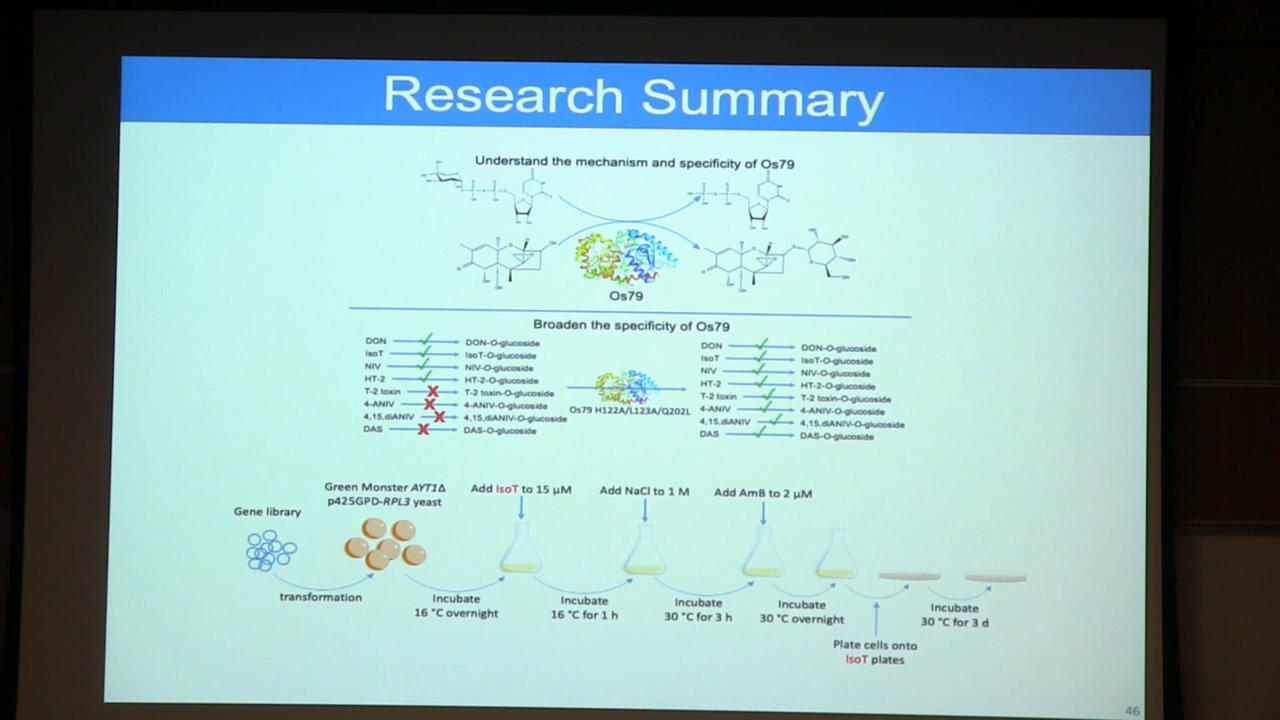 Research Summary
Understand the mechanism and specificity of Os79
Os79
Broaden the specificity of Os79
DON DON-O-glucoside
IsoT IsoT-O-glucoside
NIV NIV-O-glucoside
HT-2 HT-2-O-glucoside
T-2 toxin T-2 toxin-O-glucoside
4-ANIV 4-ANIV-O-glucoside
4,15,diANIV 4,15,diANIV-O-glucoside
DAS DAS-O-glucoside
Os79 H122A/L123A/Q202L
DON DON-O-glucoside
IsoT IsoT-O-glucoside
NIV NIV-O-glucoside
HT-2 HT-2-O-glucoside
T-2 toxin T-2 toxin-O-glucoside
4-ANIV 4-ANIV-O-glucoside
4,15,diANIV 4,15,diANIV-O-glucoside
DAS DAS-O-glucoside
Gene library
Green Monster AYT1Δ
p425GPD-RPL3 yeast
Add IsoT to 15 µM
Add NaCl to 1 M
Add AmB to 2 µM
transformation
Incubate
16 °C overnight
Incubate
16 °C for 1 h
Incubate
30 °C for 3 h
Incubate
30 °C overnight
Plate cells onto
IsoT plates
Incubate
30 °C for 3 d
46